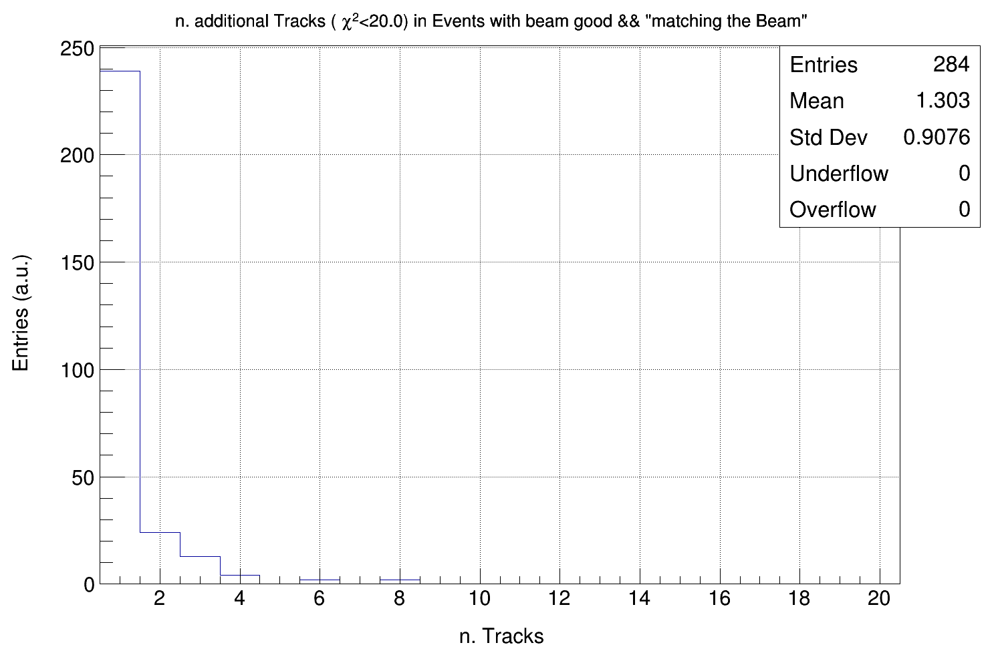 n. additional Tracks ( χ²<20.0) in Events with beam good && "matching the Beam"
Entries 284
Mean 1.303
Std Dev 0.9076
Underflow 0
Overflow 0
250
200
150
100
50
0
Entries (a.u.)
2 4 6 8 10 12 14 16 18 20
n. Tracks